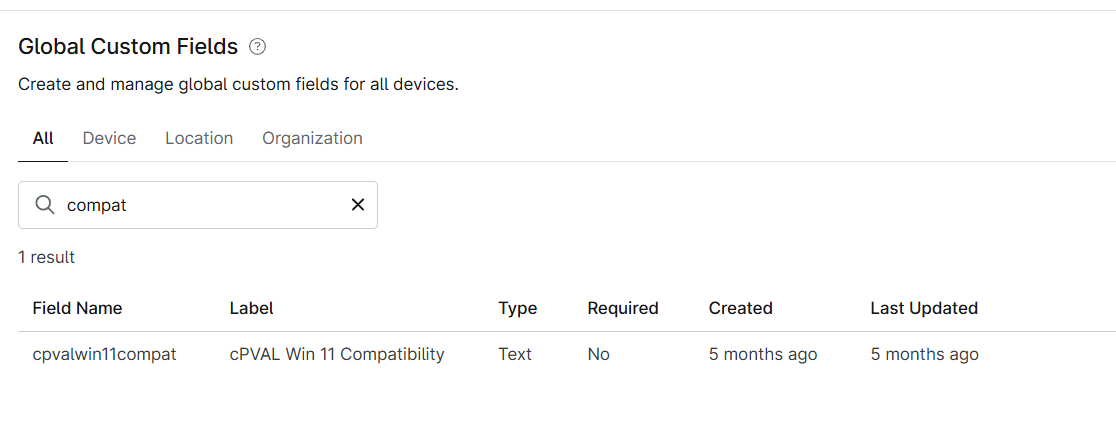 Global Custom Fields ?
Create and manage global custom fields for all devices.
All Device Location Organization
compat
1 result
Field Name Label Type Required Created Last Updated
cpvalwin11compat cPVAL Win 11 Compatibility Text No 5 months ago 5 months ago